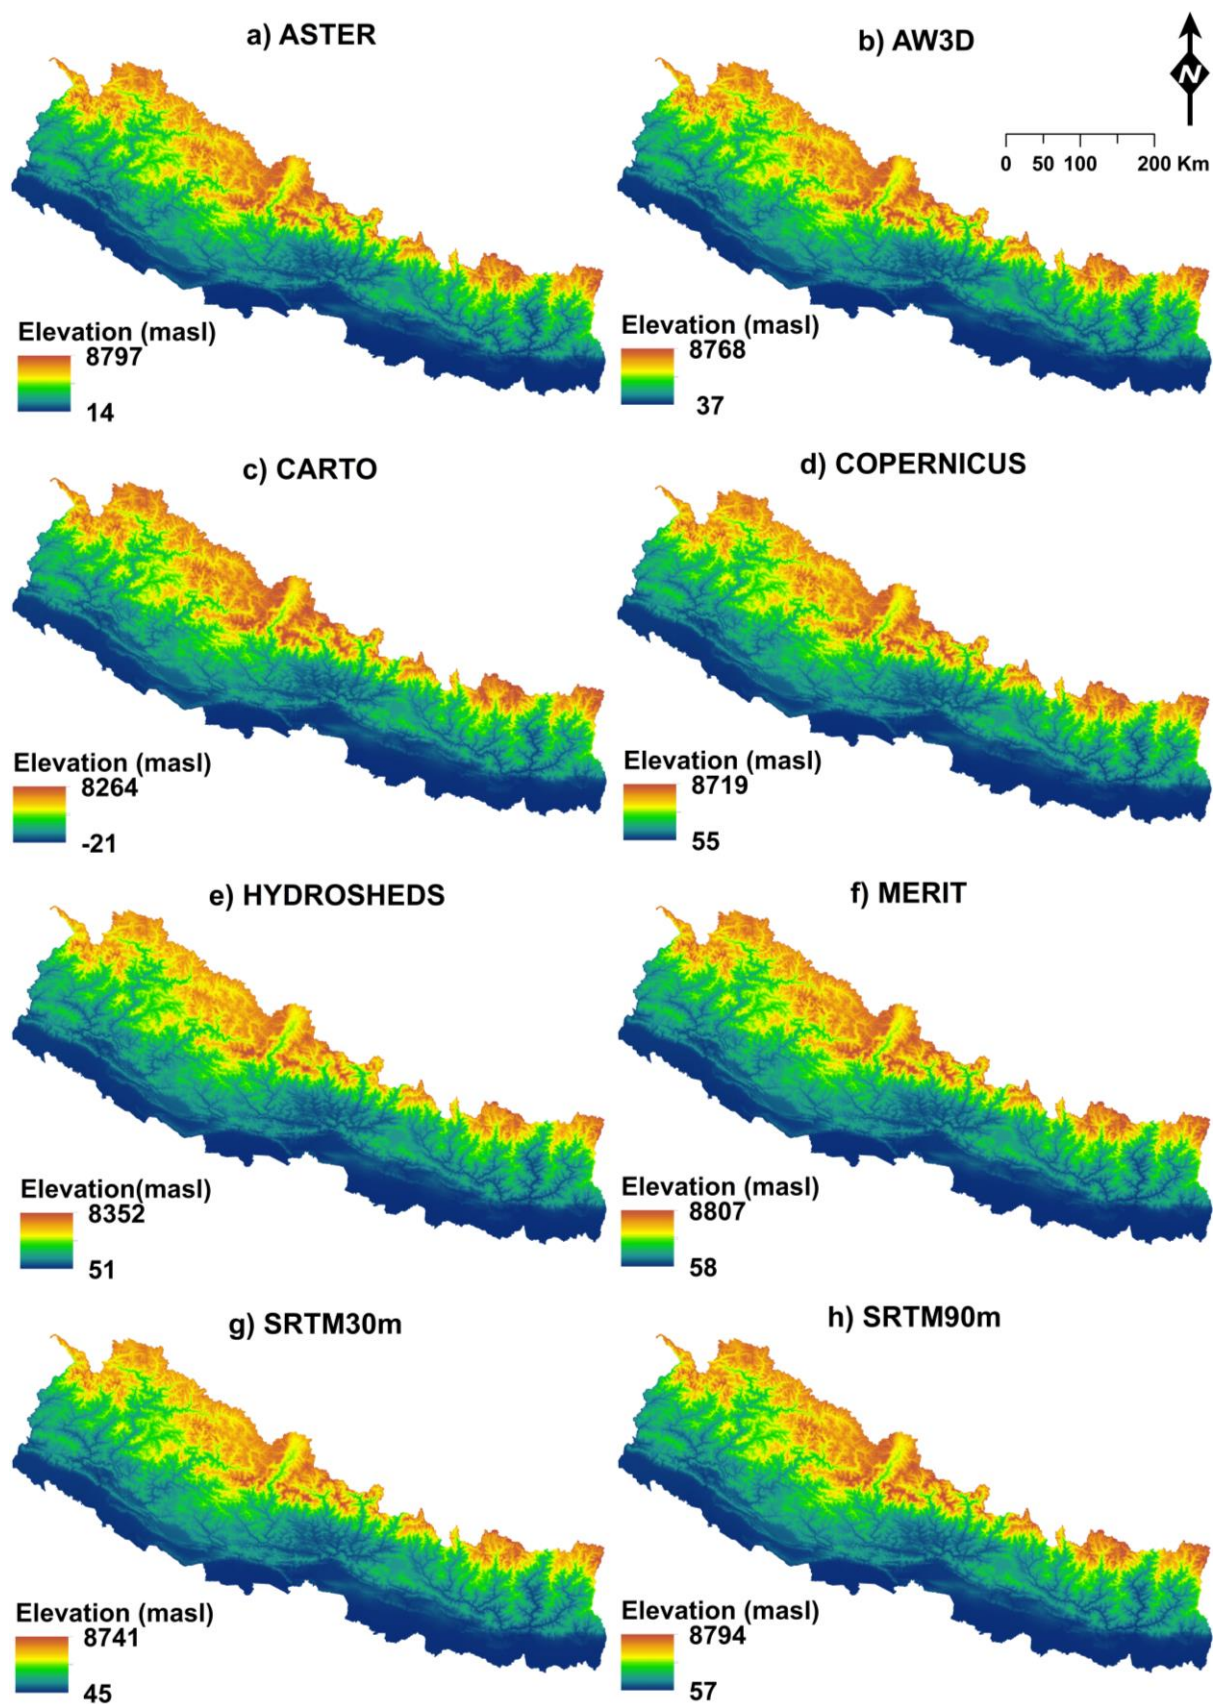 a) ASTER
b) AW3D
N
0 50 100 200 Km
Elevation (masl)
8797
14
Elevation (masl)
8768
37
c) CARTO
d) COPERNICUS
Elevation (masl)
8264
-21
Elevation (masl)
8719
55
e) HYDROSHEDS
f) MERIT
Elevation(masl)
8352
51
Elevation (masl)
8807
58
g) SRTM30m
h) SRTM90m
Elevation (masl)
8741
45
Elevation (masl)
8794
57